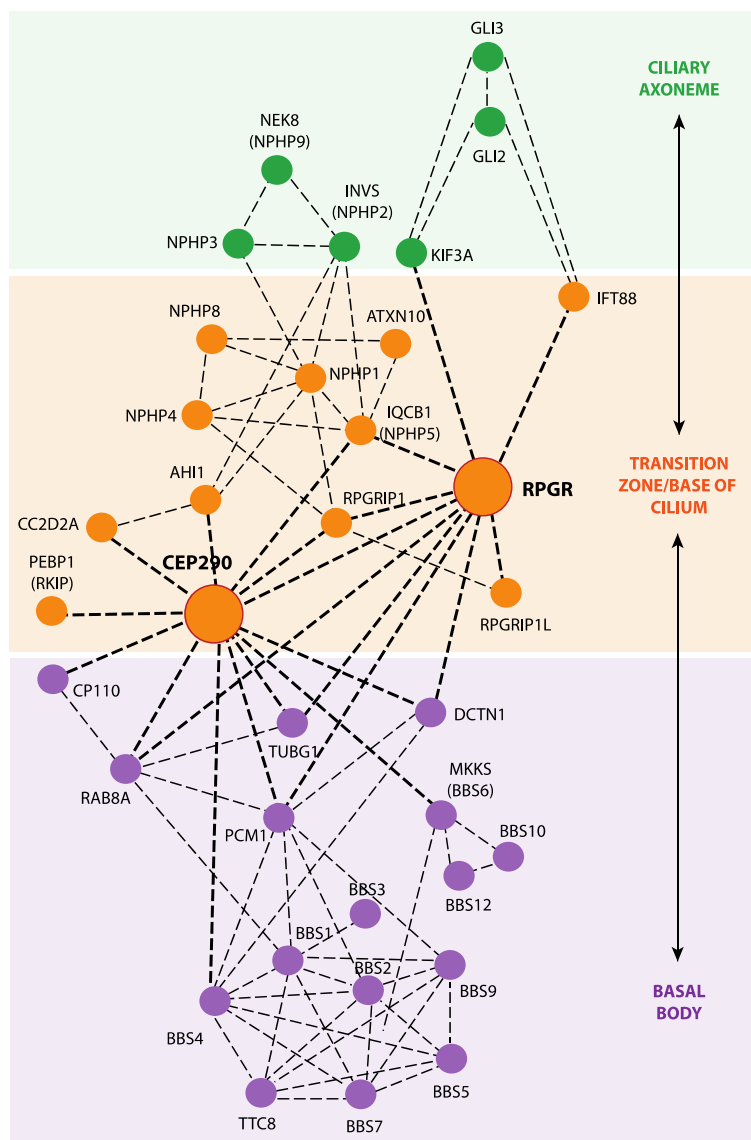 GLI3
CILIARY
AXONEME
NEK8
(NPHP9)
GLI2
INVS
(NPHP2)
NPHP3
KIF3A
IFT88
NPHP8
ATXN10
NPHP1
NPHP4
IQCB1
(NPHP5)
TRANSITION
ZONE/BASE OF
CILIUM
AHI1
RPGRIP1
RPGR
CC2D2A
CEP290
PEBP1
(RKIP)
RPGRIP1L
CP110
DCTN1
TUBG1
RAB8A
MKKS
(BBS6)
PCM1
BBS10
BBS3
BBS12
BBS1
BBS2
BBS9
BASAL
BODY
BBS4
BBS5
TTC8
BBS7